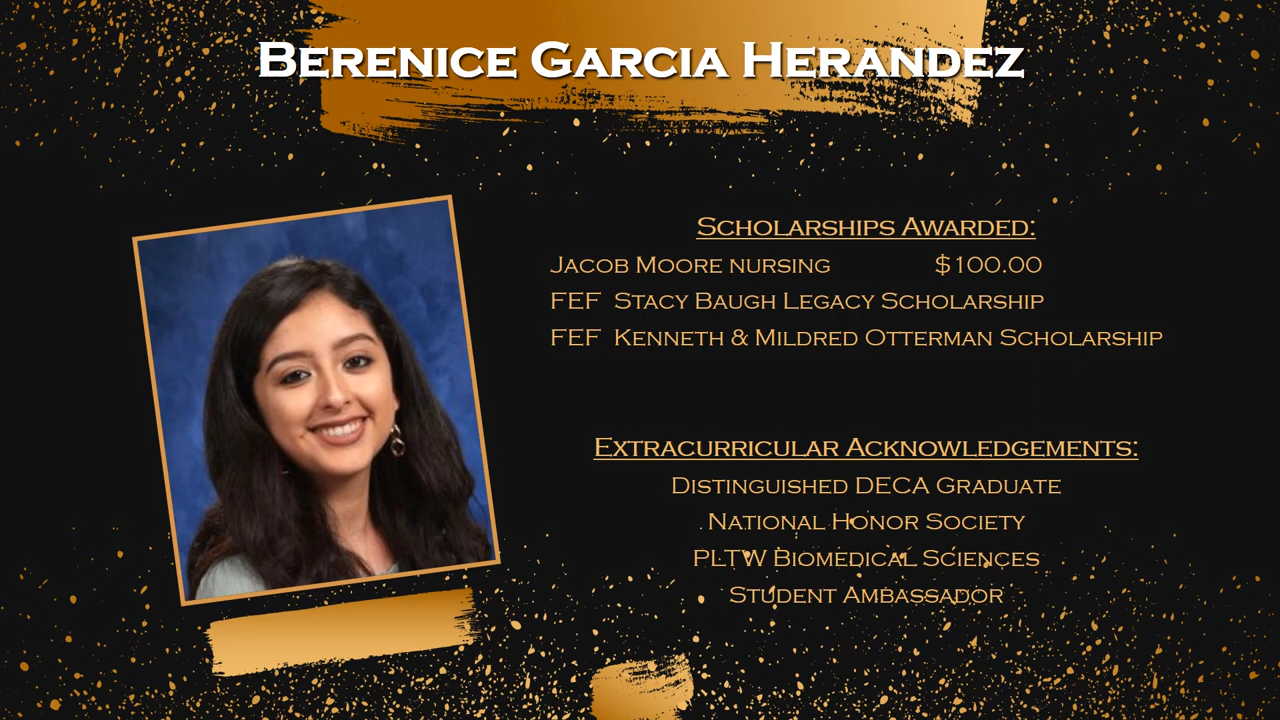 Berenice Garcia Herandez
Scholarships Awarded:
Jacob Moore nursing $100.00
FEF Stacy Baugh Legacy Scholarship
FEF Kenneth & Mildred Otterman Scholarship
Extracurricular Acknowledgements:
Distinguished DECA Graduate
National Honor Society
PLTW Biomedical Sciences
Student Ambassador